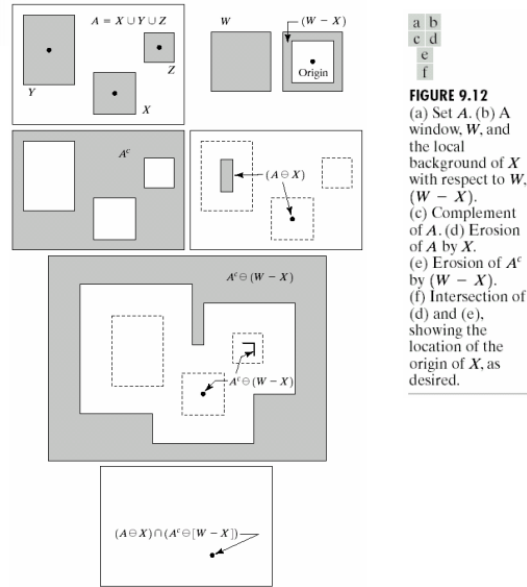 A = X ∪ Y ∪ Z
Y
Z
X
W
(W − X)
Origin
Aᶜ
(A ⊖ X)
Aᶜ ⊖ (W − X)
Aᶜ ⊖ (W − X)
(A ⊖ X) ∩ (Aᶜ ⊖ [W − X])
a b
c d
e
f
FIGURE 9.12
(a) Set A. (b) A
window, W, and
the local
background of X
with respect to W,
(W − X).
(c) Complement
of A. (d) Erosion
of A by X.
(e) Erosion of Aᶜ
by (W − X).
(f) Intersection of
(d) and (e),
showing the
location of the
origin of X, as
desired.